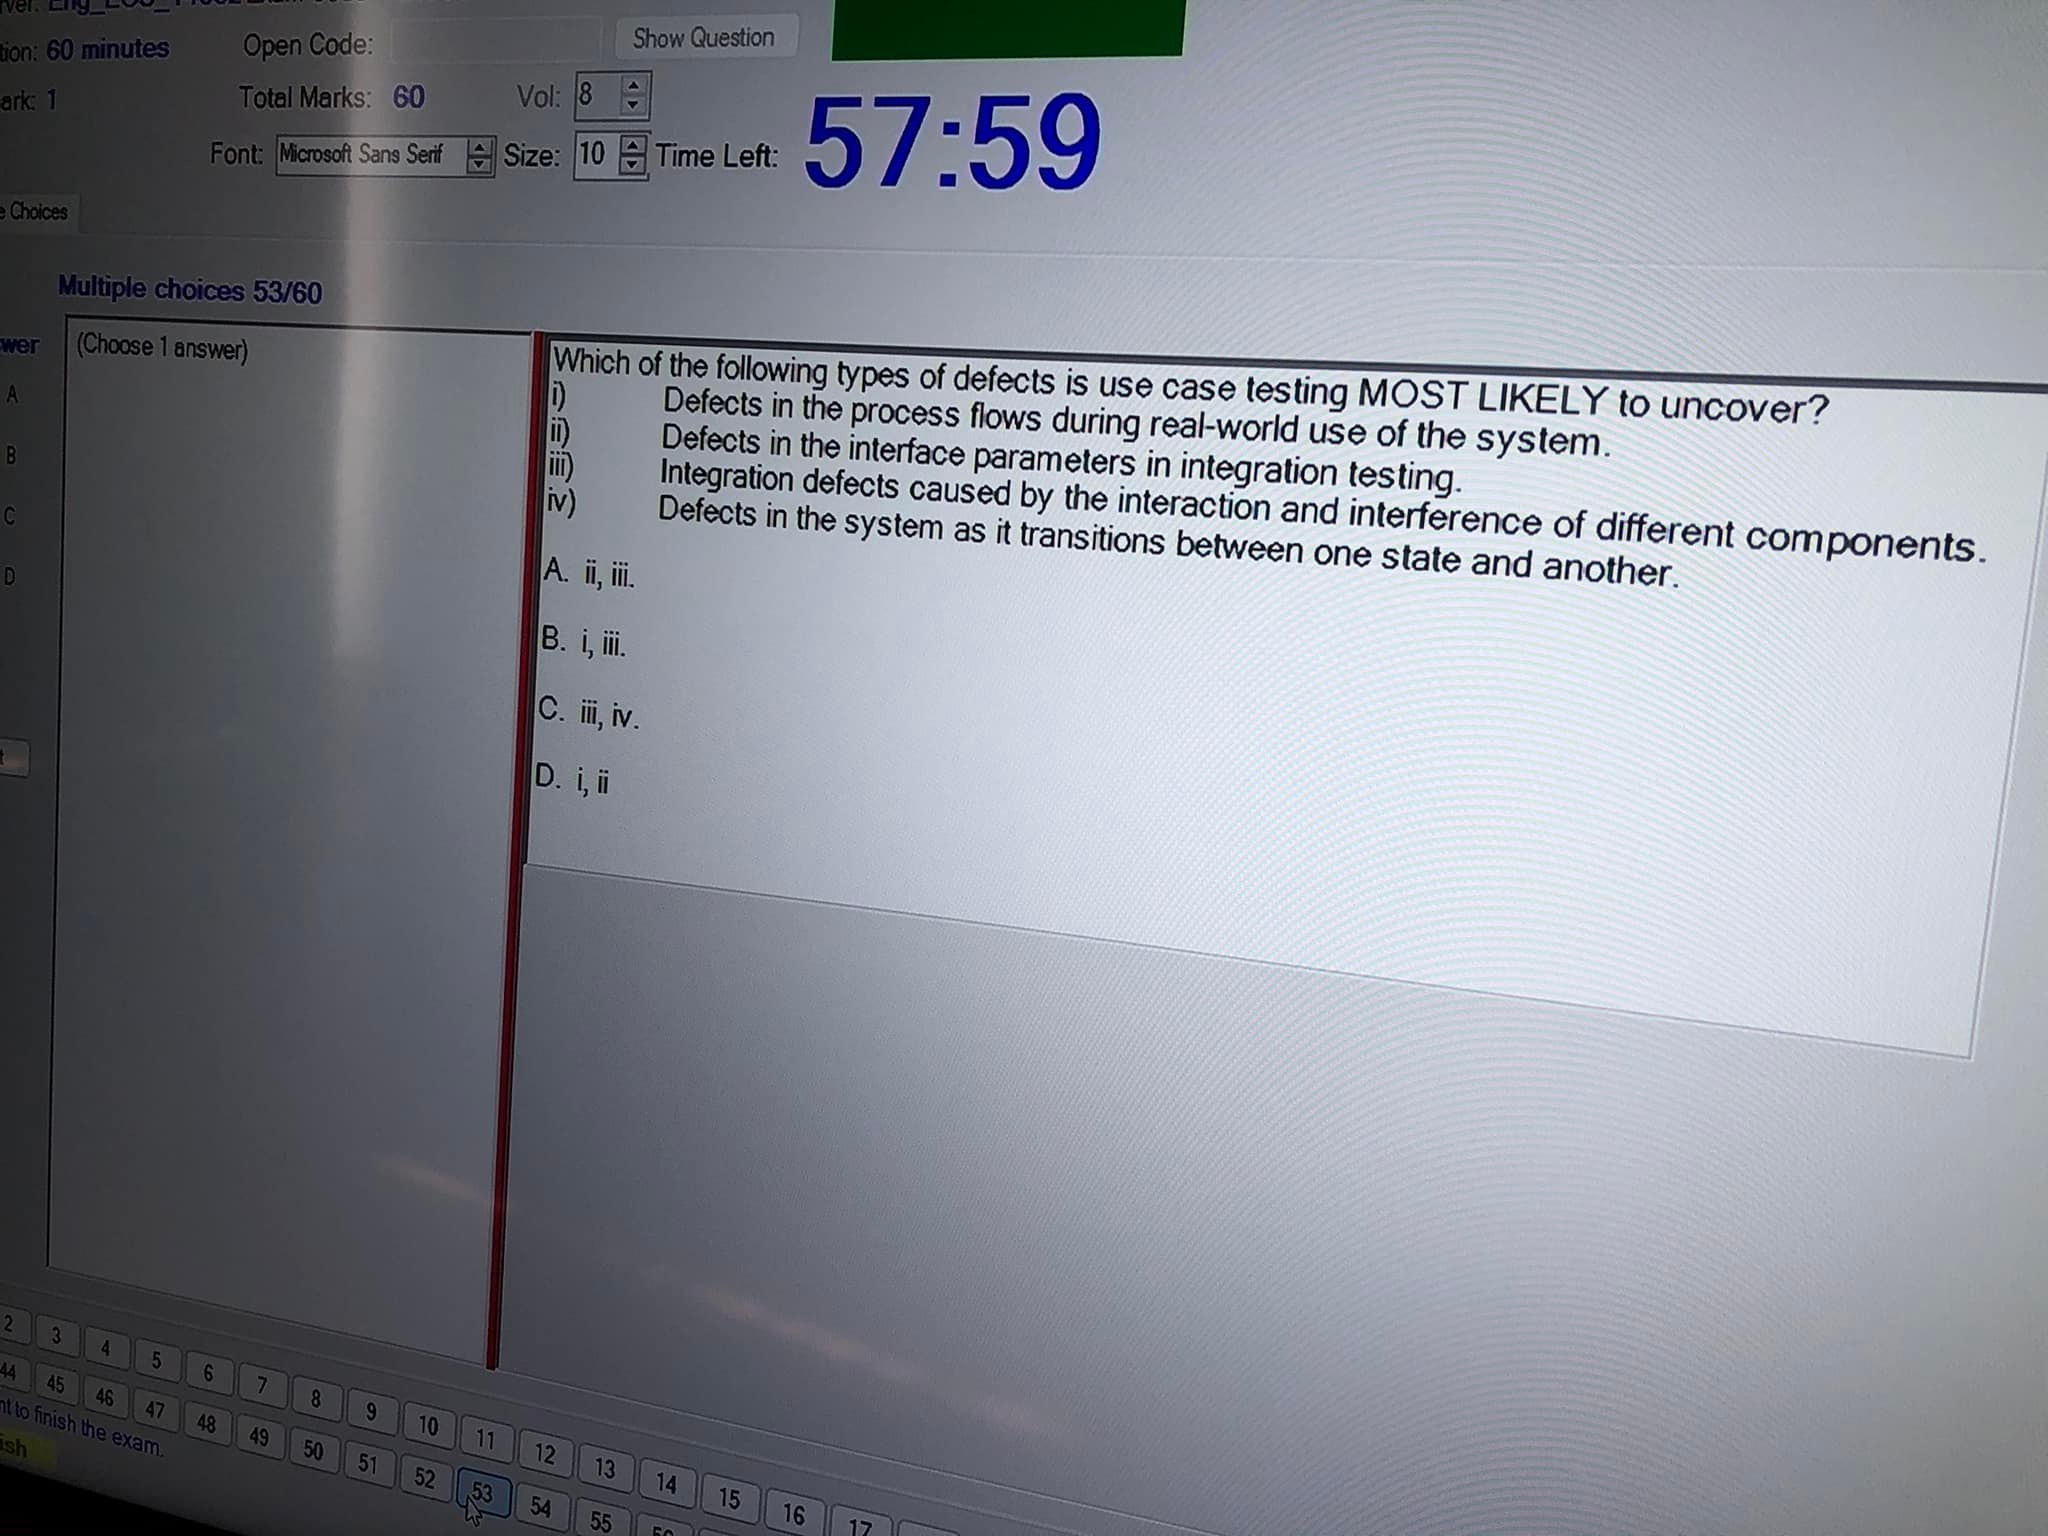 60 minutes
Open Code:
Show Question
1
Total Marks: 60
Vol: 8
57:59
Font: Microsoft Sans Serif
Size: 10
Time Left:
Choices
Multiple choices 53/60
(Choose 1 answer)
A
B
C
D
Which of the following types of defects is use case testing MOST LIKELY to uncover?
i) Defects in the process flows during real-world use of the system.
ii) Defects in the interface parameters in integration testing.
iii) Integration defects caused by the interaction and interference of different components.
iv) Defects in the system as it transitions between one state and another.
A. ii, iii.
B. i, iii.
C. iii, iv.
D. i, ii
2 3 4 5 6 7 8 9 10 11 12 13 14 15 16 17
44 45 46 47 48 49 50 51 52 53 54 55
to finish the exam.